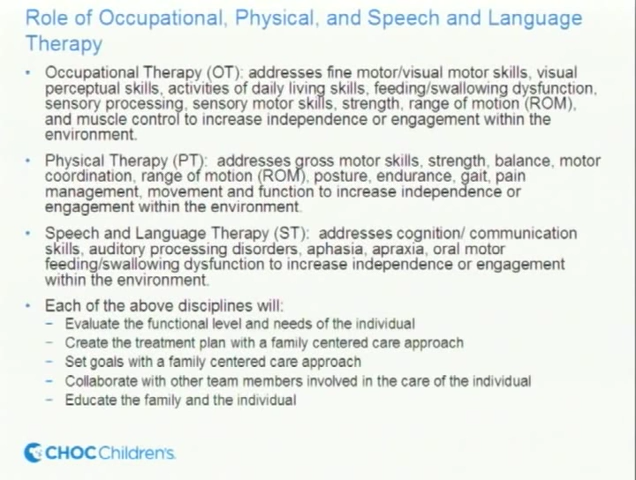 Role of Occupational, Physical, and Speech and Language
Therapy
• Occupational Therapy (OT): addresses fine motor/visual motor skills, visual
perceptual skills, activities of daily living skills, feeding/swallowing dysfunction,
sensory processing, sensory motor skills, strength, range of motion (ROM),
and muscle control to increase independence or engagement within the
environment.
• Physical Therapy (PT): addresses gross motor skills, strength, balance, motor
coordination, range of motion (ROM), posture, endurance, gait, pain
management, movement and function to increase independence or
engagement within the environment.
• Speech and Language Therapy (ST): addresses cognition/ communication
skills, auditory processing disorders, aphasia, apraxia, oral motor
feeding/swallowing dysfunction to increase independence or engagement
within the environment.
• Each of the above disciplines will:
– Evaluate the functional level and needs of the individual
– Create the treatment plan with a family centered care approach
– Set goals with a family centered care approach
– Collaborate with other team members involved in the care of the individual
– Educate the family and the individual
CHOC Children's.